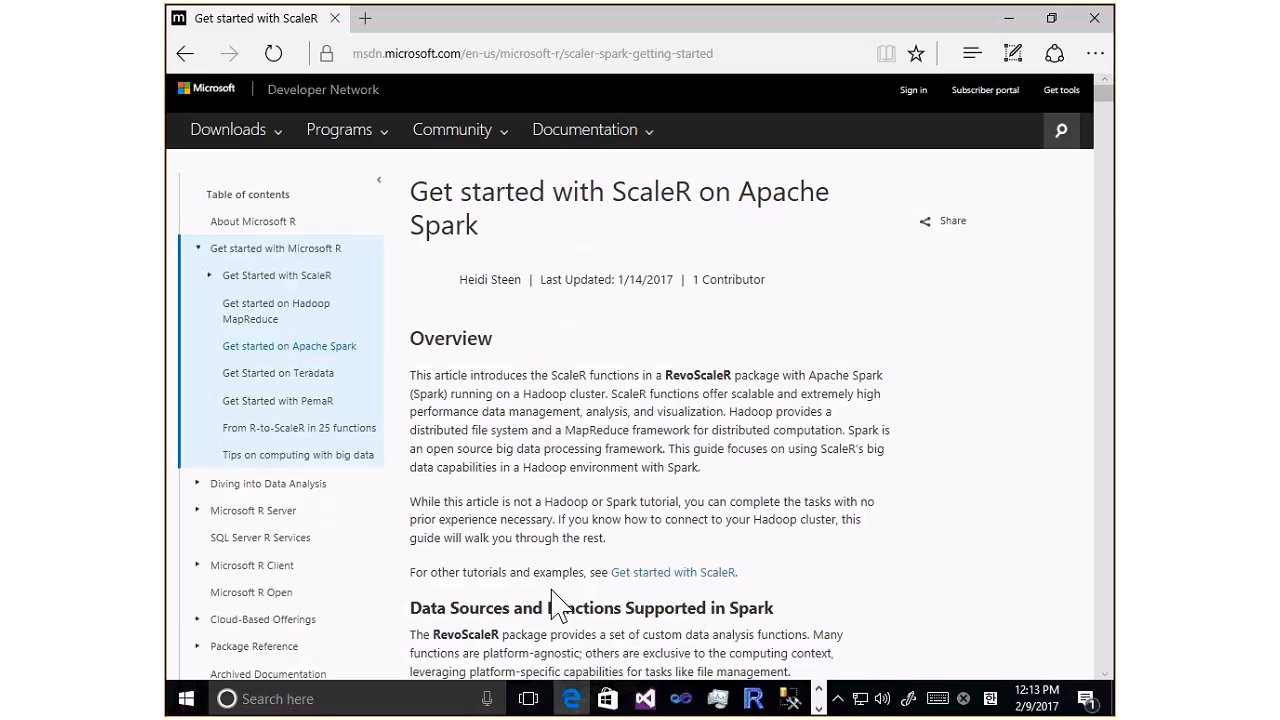 Get started with ScaleR
msdn.microsoft.com/en-us/microsoft-r/scaler-spark-getting-started
Microsoft
Developer Network
Sign in
Subscriber portal
Get tools
Downloads
Programs
Community
Documentation
Table of contents
About Microsoft R
Get started with Microsoft R
Get Started with ScaleR
Get started on Hadoop
MapReduce
Get started on Apache Spark
Get Started on Teradata
Get Started with PemaR
From R-to-ScaleR in 25 functions
Tips on computing with big data
Diving into Data Analysis
Microsoft R Server
SQL Server R Services
Microsoft R Client
Microsoft R Open
Cloud-Based Offerings
Package Reference
Archived Documentation
Get started with ScaleR on Apache
Spark
Share
Heidi Steen | Last Updated: 1/14/2017 | 1 Contributor
Overview
This article introduces the ScaleR functions in a RevoScaleR package with Apache Spark
(Spark) running on a Hadoop cluster. ScaleR functions offer scalable and extremely high
performance data management, analysis, and visualization. Hadoop provides a
distributed file system and a MapReduce framework for distributed computation. Spark is
an open source big data processing framework. This guide focuses on using ScaleR's big
data capabilities in a Hadoop environment with Spark.
While this article is not a Hadoop or Spark tutorial, you can complete the tasks with no
prior experience necessary. If you know how to connect to your Hadoop cluster, this
guide will walk you through the rest.
For other tutorials and examples, see Get started with ScaleR.
Data Sources and Functions Supported in Spark
The RevoScaleR package provides a set of custom data analysis functions. Many
functions are platform-agnostic; others are exclusive to the computing context,
leveraging platform-specific capabilities for tasks like file management.
Search here
12:13 PM
2/9/2017